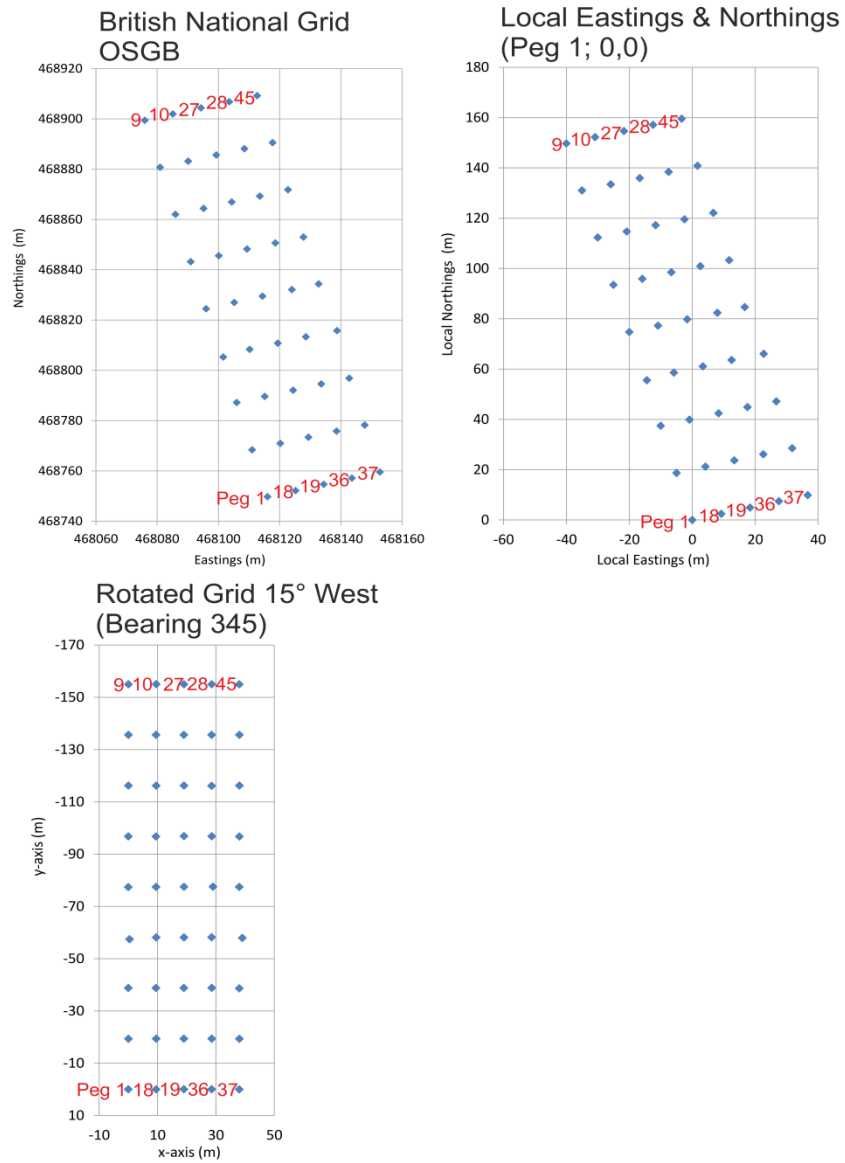 British National Grid
OSGB
468920
468900
468880
468860
468840
468820
468800
468780
468760
468740
Northings (m)
9 10 27 28 45
Peg 1 18 19 36 37
468060 468080 468100 468120 468140 468160
Eastings (m)
Local Eastings & Northings
(Peg 1; 0,0)
180
160
140
120
100
80
60
40
20
0
Local Northings (m)
9 10 27 28 45
Peg 1 18 19 36 37
-60 -40 -20 0 20 40
Local Eastings (m)
Rotated Grid 15° West
(Bearing 345)
-170
-150
-130
-110
-90
-70
-50
-30
-10
10
y-axis (m)
9 10 27 28 45
Peg 1 18 19 36 37
-10 10 30 50
x-axis (m)